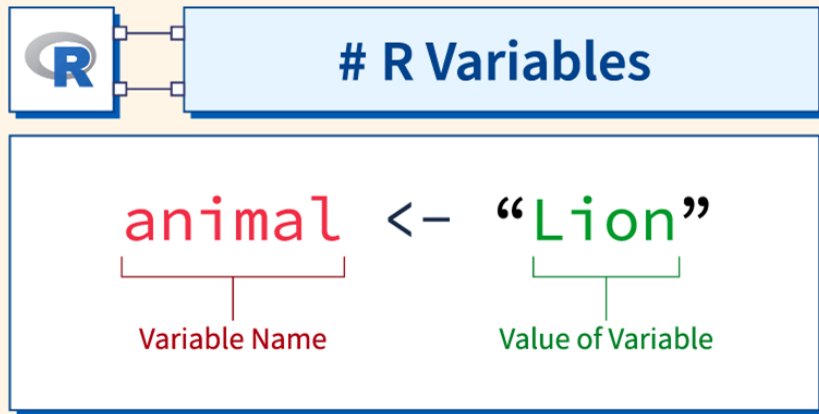 R
# R Variables
animal <- “Lion”
Variable Name
Value of Variable